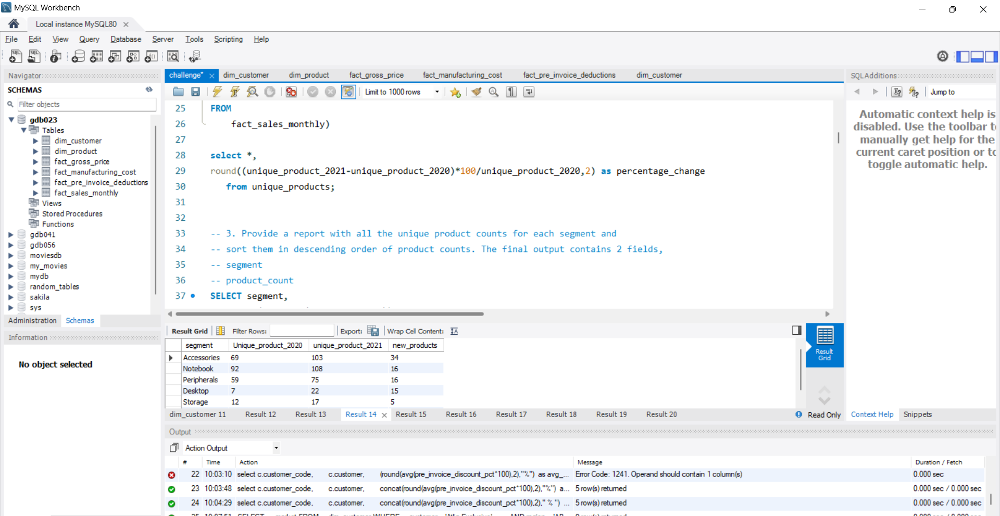 MySQL Workbench
Local instance MySQL80
File Edit View Query Database Server Tools Scripting Help
Navigator
SCHEMAS
Filter objects
gdb023
Tables
dim_customer
dim_product
fact_gross_price
fact_manufacturing_cost
fact_pre_invoice_deductions
fact_sales_monthly
Views
Stored Procedures
Functions
gdb041
gdb056
moviesdb
my_movies
mydb
random_tables
sakila
sys
Administration Schemas
Information
No object selected
challenge* dim_customer dim_product fact_gross_price fact_manufacturing_cost fact_pre_invoice_deductions dim_customer
Limit to 1000 rows
25 FROM
26 fact_sales_monthly)
27
28 select *,
29 round((unique_product_2021-unique_product_2020)*100/unique_product_2020,2) as percentage_change
30 from unique_products;
31
32
33 -- 3. Provide a report with all the unique product counts for each segment and
34 -- sort them in descending order of product counts. The final output contains 2 fields,
35 -- segment
36 -- product_count
37 SELECT segment,
Result Grid Filter Rows: Export: Wrap Cell Content:
segment Unique_product_2020 unique_product_2021 new_products
Accessories 69 103 34
Notebook 92 108 16
Peripherals 59 75 16
Desktop 7 22 15
Storage 12 17 5
Result Grid
dim_customer 11 Result 12 Result 13 Result 14 Result 15 Result 16 Result 17 Result 18 Result 19 Result 20 Read Only
SQLAdditions
Jump to
Automatic context help is
disabled. Use the toolbar t
manually get help for the
current caret position or to
toggle automatic help.
Context Help Snippets
Output
Action Output
# Time Action Message Duration / Fetch
22 10:03:10 select c.customer_code, c.customer, (round(avg(pre_invoice_discount_pct*100),2),"%") as avg_... Error Code: 1241. Operand should contain 1 column(s) 0.000 sec
23 10:03:48 select c.customer_code, c.customer, concat(round(avg(pre_invoice_discount_pct*100),2),"%") a... 5 row(s) returned 0.000 sec / 0.000 sec
24 10:04:29 select c.customer_code, c.customer, concat(round(avg(pre_invoice_discount_pct*100),2)," % ") ... 5 row(s) returned 0.000 sec / 0.000 sec